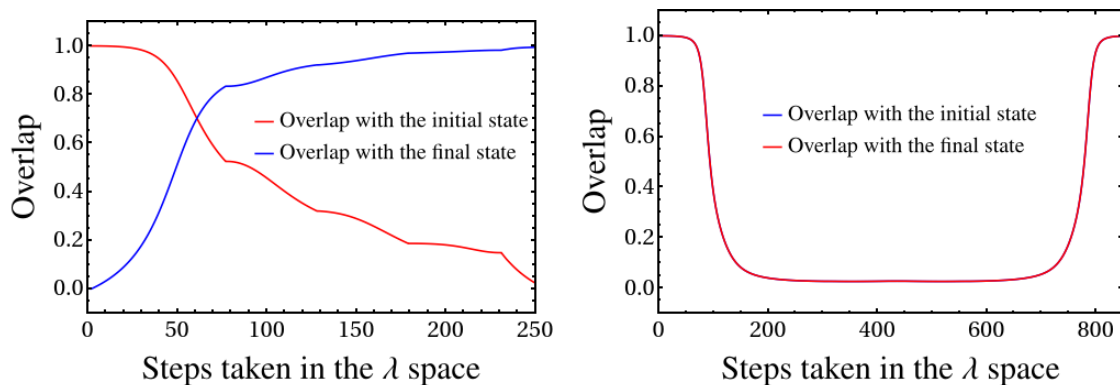 1.0
0.8
0.6
0.4
0.2
0.0
Overlap
Overlap with the initial state
Overlap with the final state
0 50 100 150 200 250
Steps taken in the λ space
1.0
0.8
0.6
0.4
0.2
0.0
Overlap
Overlap with the initial state
Overlap with the final state
0 200 400 600 800
Steps taken in the λ space